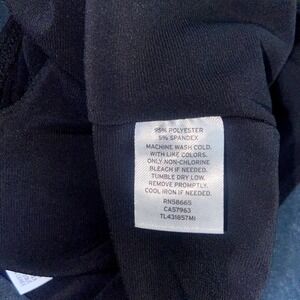 95% POLYESTER
5% SPANDEX
MACHINE WASH COLD.
WITH LIKE COLORS.
ONLY NON-CHLORINE
BLEACH IF NEEDED.
TUMBLE DRY LOW.
REMOVE PROMPTLY.
COOL IRON IF NEEDED.
RN58665
CA57963
TL431857MI